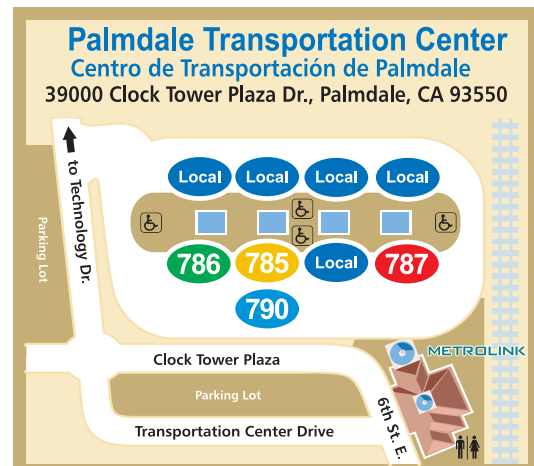 Palmdale Transportation Center
Centro de Transportación de Palmdale
39000 Clock Tower Plaza Dr., Palmdale, CA 93550
to Technology Dr.
Parking Lot
Local Local Local Local
786 785 Local 787
790
METROLINK
Clock Tower Plaza
Parking Lot
6th St. E.
Transportation Center Drive